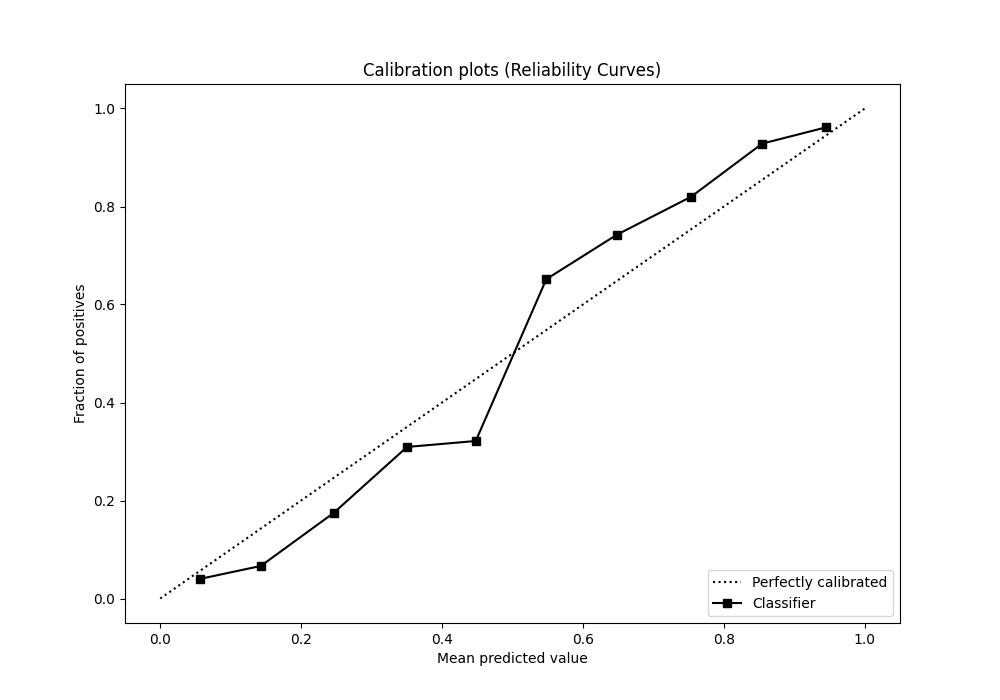 Calibration plots (Reliability Curves)
1.0
0.8
0.6
0.4
0.2
0.0
Fraction of positives
Perfectly calibrated
Classifier
0.0 0.2 0.4 0.6 0.8 1.0
Mean predicted value